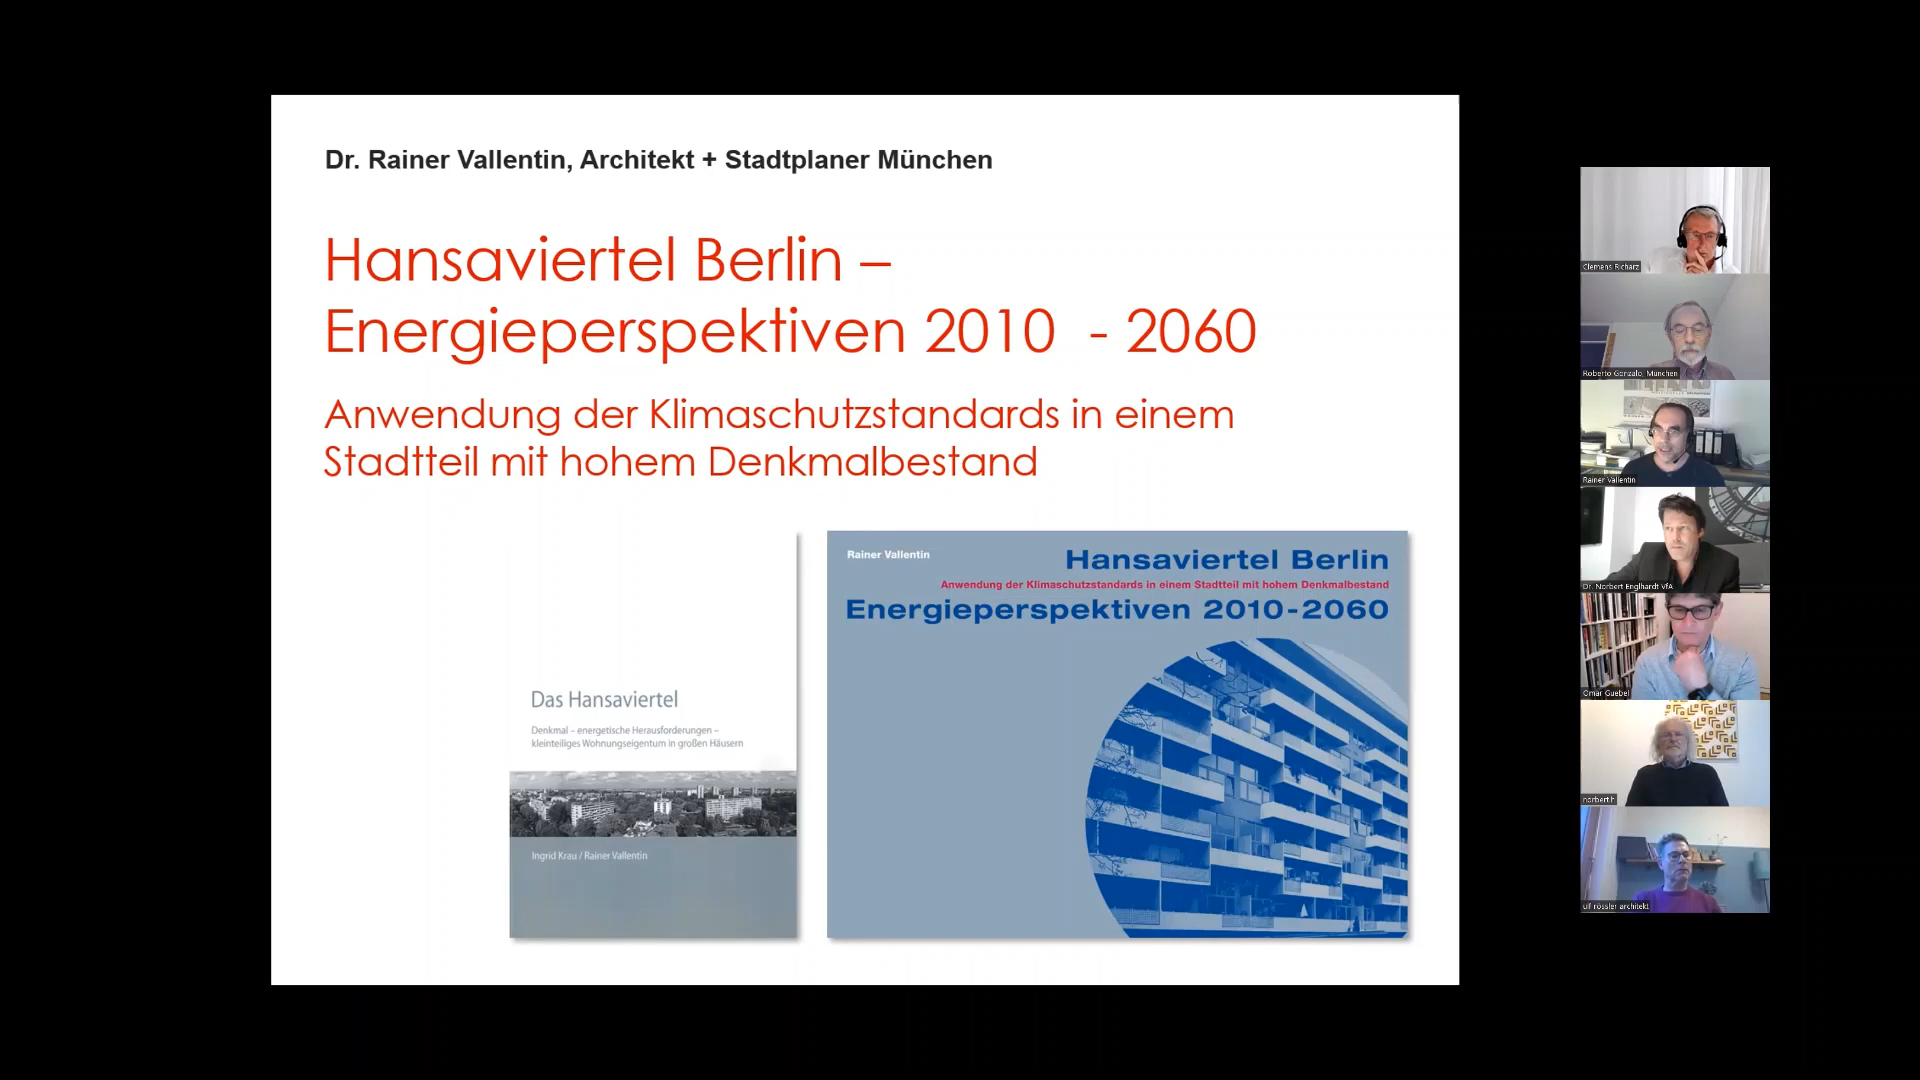 Dr. Rainer Vallentin, Architekt + Stadtplaner München
Hansaviertel Berlin –
Energieperspektiven 2010 - 2060
Anwendung der Klimaschutzstandards in einem
Stadtteil mit hohem Denkmalbestand
Das Hansaviertel
Denkmal – energetische Herausforderungen –
kleinteiliges Wohnungseigentum in großen Häusern
Ingrid Krau / Rainer Vallentin
Rainer Vallentin
Hansaviertel Berlin
Anwendung der Klimaschutzstandards in einem Stadtteil mit hohem Denkmalbestand
Energieperspektiven 2010-2060
Clemens Richarz
Roberto Gonzalo, München
Rainer Vallentin
Dr. Norbert Englhardt VfA
Omar Guebel
norbert.h
ulf rössler architekt